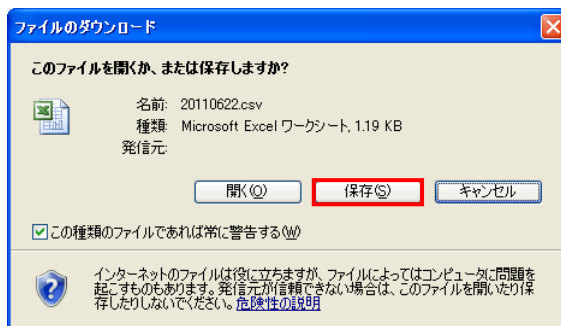 ファイルのダウンロード
このファイルを開くか、または保存しますか?
名前: 20110622.csv
種類: Microsoft Excel ワークシート, 1.19 KB
発信元:
開く(O) 保存(S) キャンセル
この種類のファイルであれば常に警告する(W)
インターネットのファイルは役に立ちますが、ファイルによってはコンピュータに問題を
起こすものもあります。発信元が信頼できない場合は、このファイルを開いたり保
存したりしないでください。危険性の説明